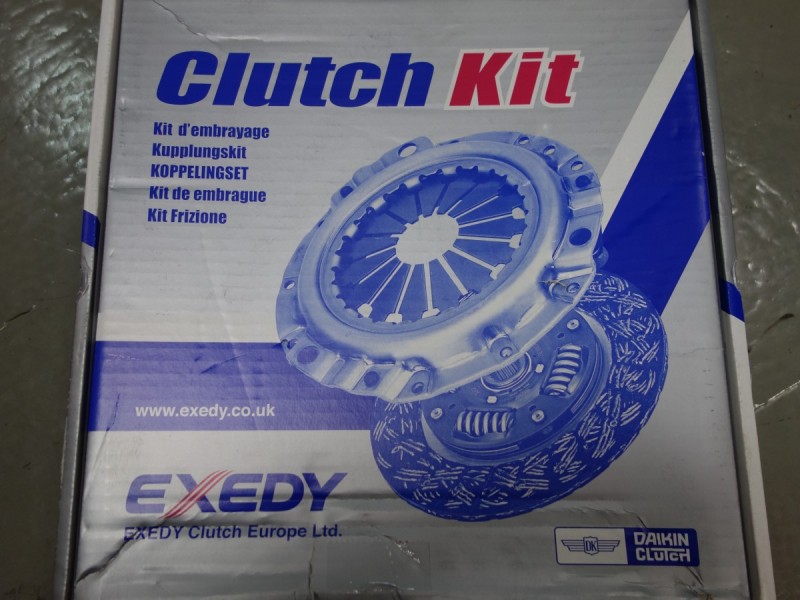 Clutch Kit
Kit d'embrayage
Kupplungskit
KOPPELINGSET
Kit de embrague
Kit Frizione
www.exedy.co.uk
EXEDY
EXEDY Clutch Europe Ltd.
DK
DAIKIN
CLUTCH